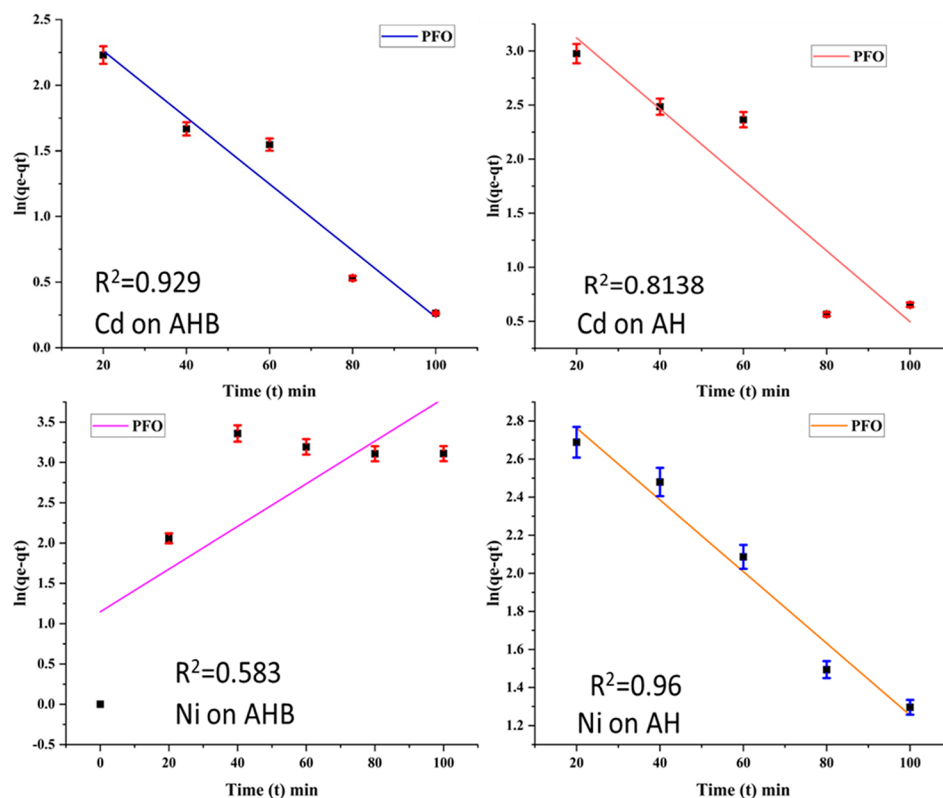 PFO
2.5
2.0
1.5
1.0
0.5
0.0
ln(qe-qt)
R²=0.929
Cd on AHB
20 40 60 80 100
Time (t) min
PFO
3.0
2.5
2.0
1.5
1.0
0.5
ln(qe-qt)
R²=0.8138
Cd on AH
20 40 60 80 100
Time (t) min
PFO
3.5
3.0
2.5
2.0
1.5
1.0
0.5
0.0
-0.5
ln(qe-qt)
R²=0.583
Ni on AHB
0 20 40 60 80 100
Time (t) min
PFO
2.8
2.6
2.4
2.2
2.0
1.8
1.6
1.4
1.2
ln(qe-qt)
R²=0.96
Ni on AH
20 40 60 80 100
Time (t) min